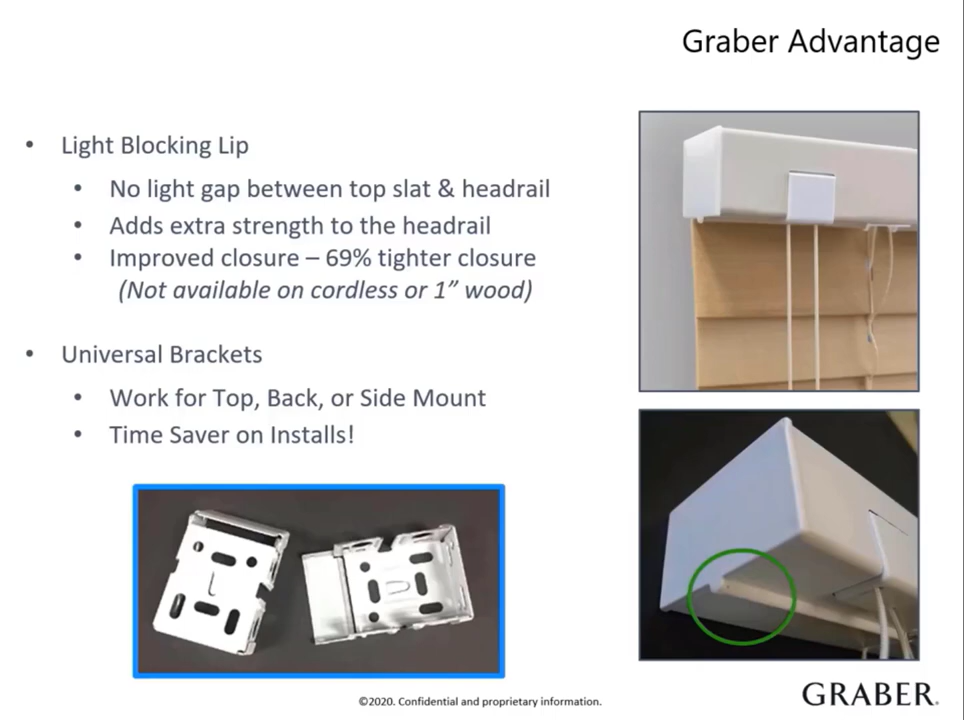 Graber Advantage
• Light Blocking Lip
• No light gap between top slat & headrail
• Adds extra strength to the headrail
• Improved closure – 69% tighter closure
(Not available on cordless or 1” wood)
• Universal Brackets
• Work for Top, Back, or Side Mount
• Time Saver on Installs!
©2020. Confidential and proprietary information.
GRABER.